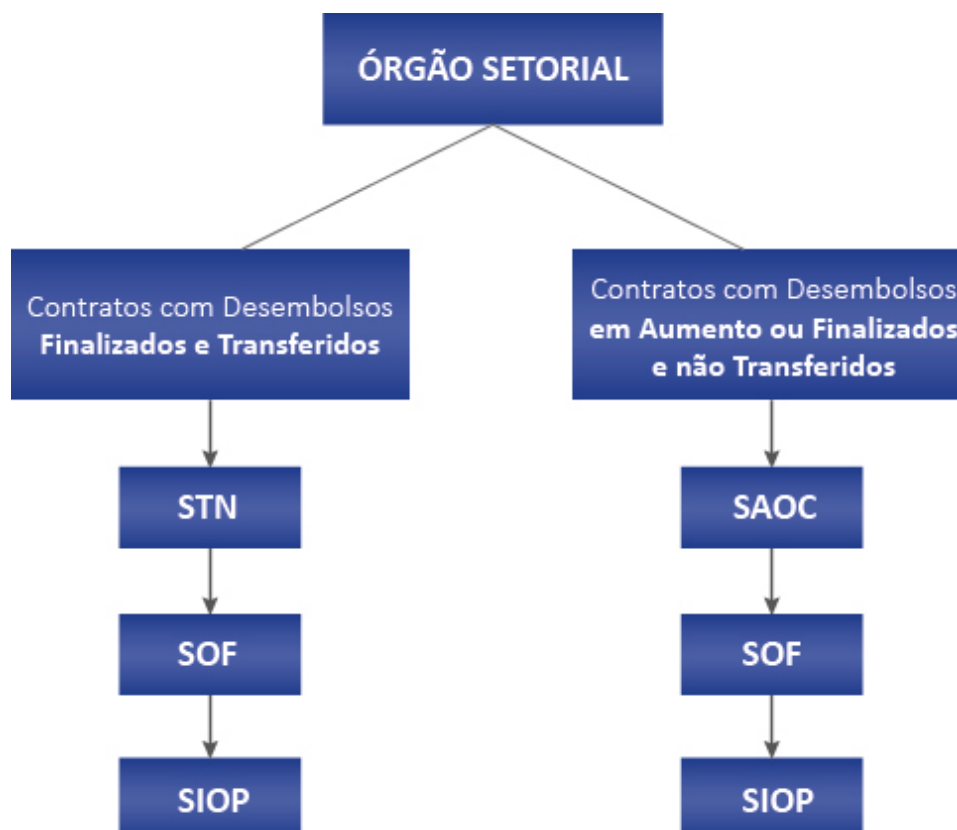 ÓRGÃO SETORIAL
Contratos com Desembolsos
Finalizados e Transferidos
Contratos com Desembolsos
em Aumento ou Finalizados
e não Transferidos
STN
SAOC
SOF
SOF
SIOP
SIOP